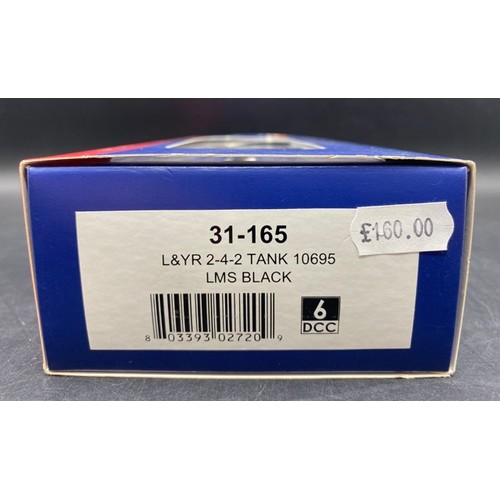 31-165
£160.00
L&YR 2-4-2 TANK 10695
LMS BLACK
6
DCC
8 03393 02720 9